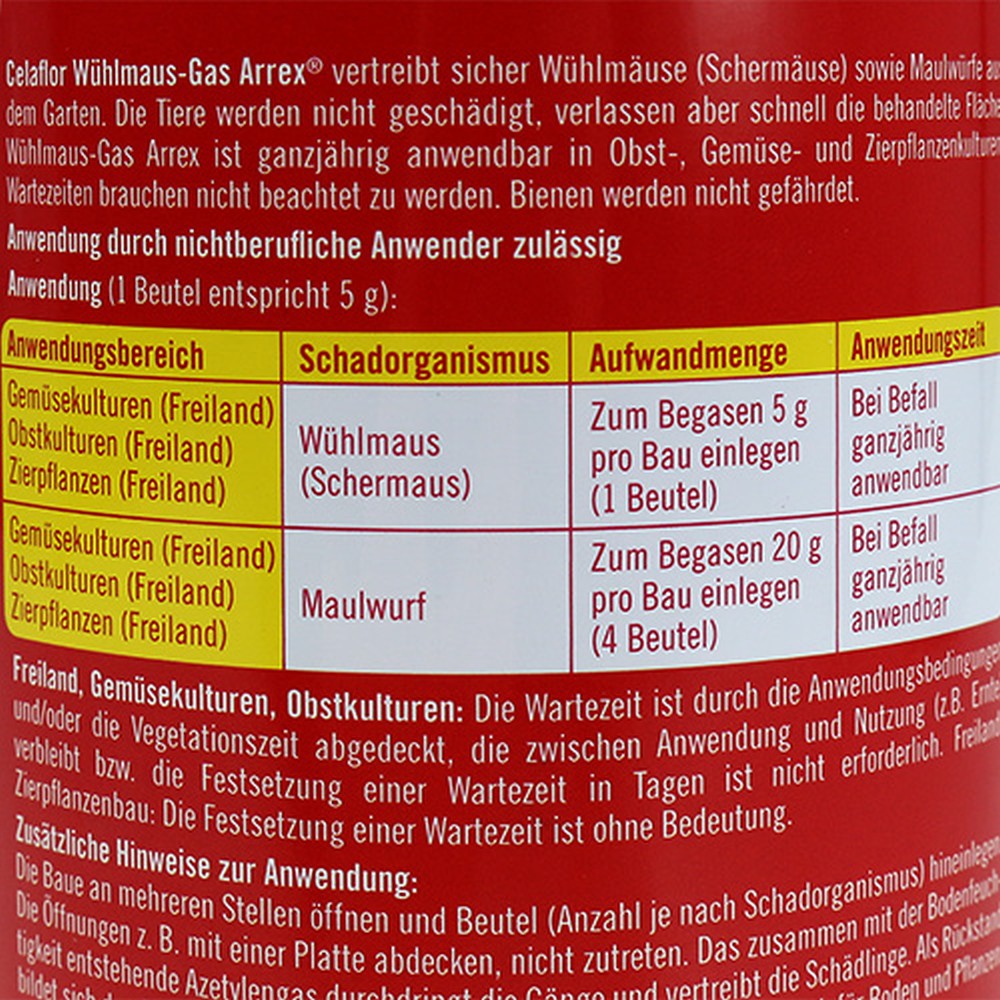 Celaflor Wühlmaus-Gas Arrex® vertreibt sicher Wühlmäuse (Schermäuse) sowie Maulwürfe
dem Garten. Die Tiere werden nicht geschädigt, verlassen aber schnell die behandelte
Wühlmaus-Gas Arrex ist ganzjährig anwendbar in Obst-, Gemüse- und Zierpflanzenkulturen
Wartezeiten brauchen nicht beachtet zu werden. Bienen werden nicht gefährdet.
Anwendung durch nichtberufliche Anwender zulässig
Anwendung (1 Beutel entspricht 5 g):
Anwendungsbereich Schadorganismus Aufwandmenge Anwendungszeit
Gemüsekulturen (Freiland)
Obstkulturen (Freiland)
Zierpflanzen (Freiland)
Wühlmaus
(Schermaus)
Zum Begasen 5 g
pro Bau einlegen
(1 Beutel)
Bei Befall
ganzjährig
anwendbar
Gemüsekulturen (Freiland)
Obstkulturen (Freiland)
Zierpflanzen (Freiland)
Maulwurf
Zum Begasen 20 g
pro Bau einlegen
(4 Beutel)
Bei Befall
ganzjährig
anwendbar
Freiland, Gemüsekulturen, Obstkulturen: Die Wartezeit ist durch die Anwendungsbedingungen
und/oder die Vegetationszeit abgedeckt, die zwischen Anwendung und Nutzung (z.B.
verbleibt bzw. die Festsetzung einer Wartezeit in Tagen ist nicht erforderlich. Freiland
Zierpflanzenbau: Die Festsetzung einer Wartezeit ist ohne Bedeutung.
Zusätzliche Hinweise zur Anwendung:
Die Baue an mehreren Stellen öffnen und Beutel (Anzahl je nach Schadorganismus) hineinlegen
Die Öffnungen z. B. mit einer Platte abdecken, nicht zutreten. Das zusammen mit der Bodenfeuch
tigkeit entstehende Azetylengas durchdringt die Gänge und vertreibt die Schädlinge. Als
bildet sich Boden und